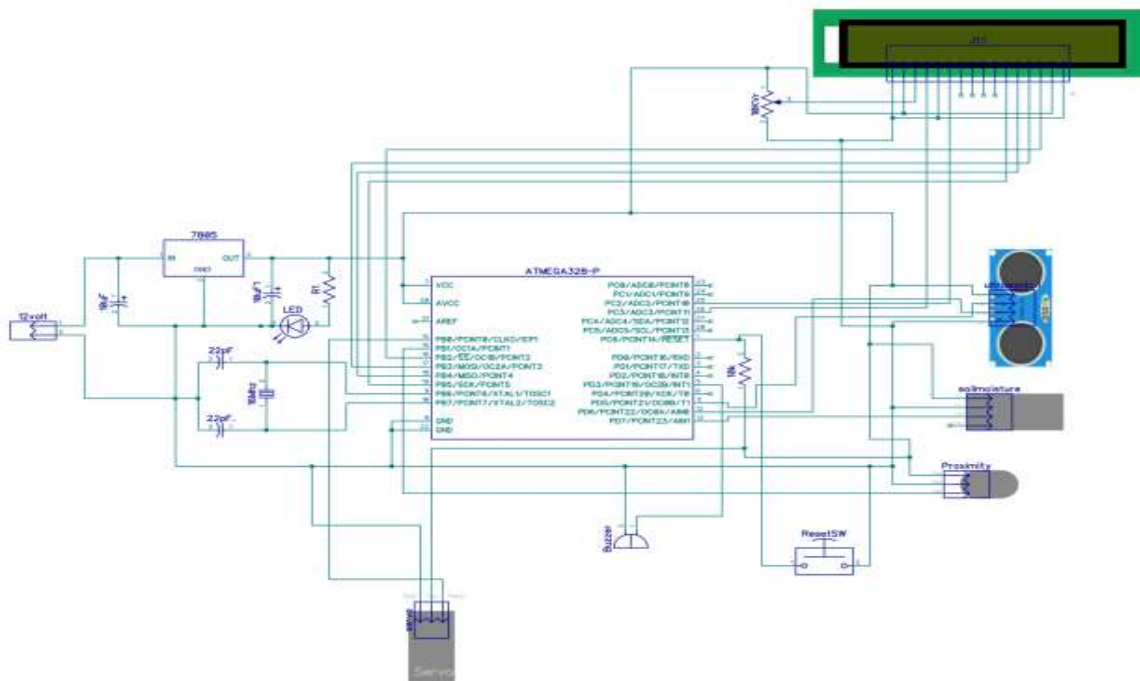 J10
10KVr
7805
IN
OUT
GND
10uF
10uF1
R1
LED
12volt
22pF
16Mhz
22pF.
ATMEGA328-P
VCC
AVCC
AREF
PB0/PCINT0/CLKO/ICP1
PB1/OC1A/PCINT1
PB2/SS/OC1B/PCINT2
PB3/MOSI/OC2A/PCINT3
PB4/MISO/PCINT4
PB5/SCK/PCINT5
PB6/PCINT6/XTAL1/TOSC1
PB7/PCINT7/XTAL2/TOSC2
GND
GND
PC0/ADC0/PCINT8
PC1/ADC1/PCINT9
PC2/ADC2/PCINT10
PC3/ADC3/PCINT11
PC4/ADC4/SDA/PCINT12
PC5/ADC5/SCL/PCINT13
PC6/PCINT14/RESET
PD0/PCINT16/RXD
PD1/PCINT17/TXD
PD2/PCINT18/INT0
PD3/PCINT19/OC2B/INT1
PD4/PCINT20/XCK/T0
PD5/PCINT21/OC0B/T1
PD6/PCINT22/OC0A/AIN0
PD7/PCINT23/AIN1
10k
soilmoisture
Proximity
Buzzer
ResetSW
Servo